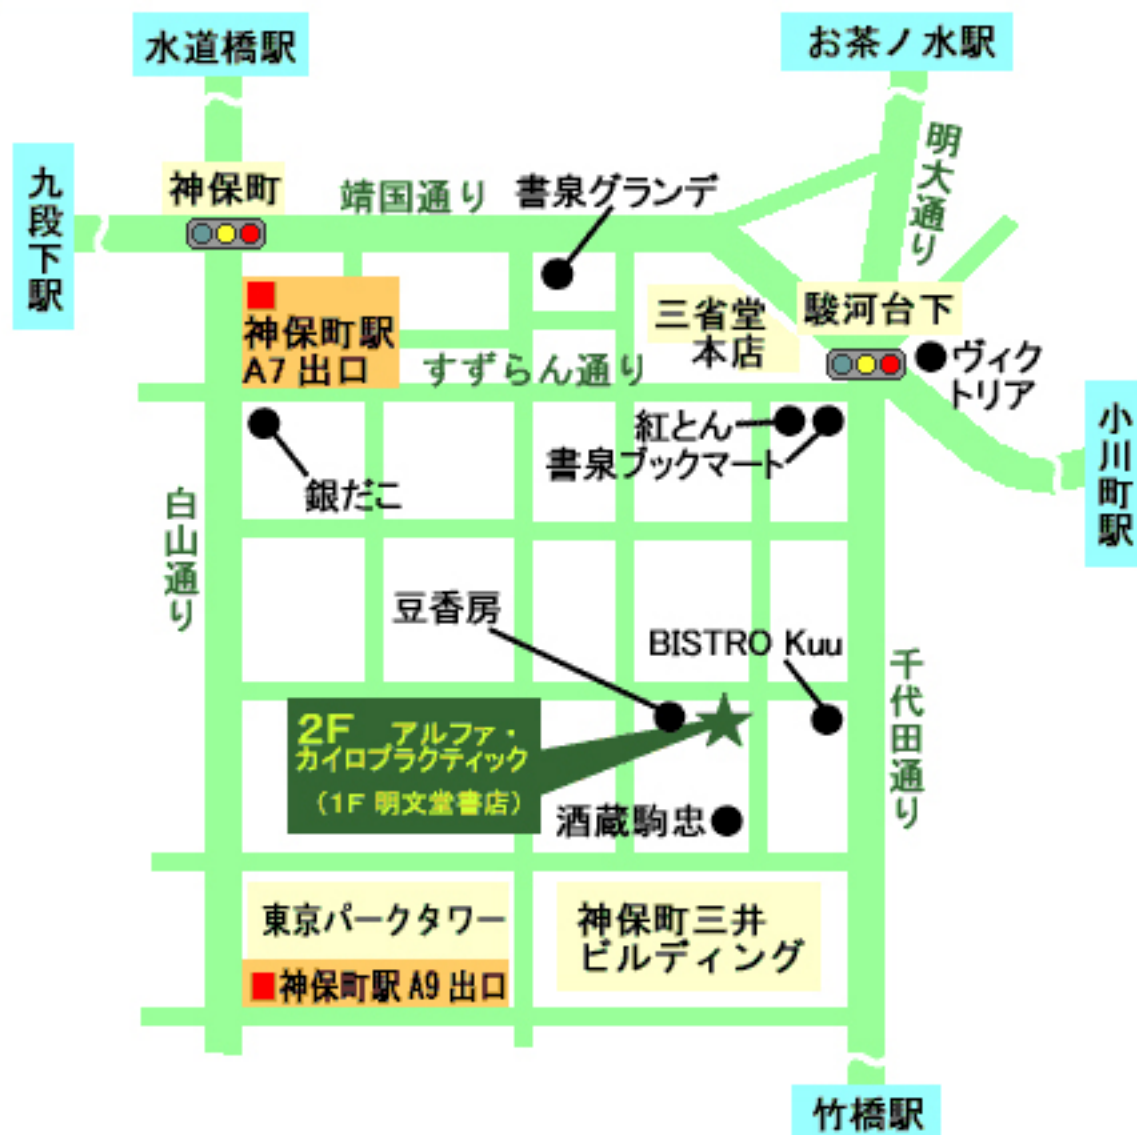 水道橋駅
お茶ノ水駅
九段下駅
神保町
靖国通り
書泉グランデ
明大通り
神保町駅
A7 出口
三省堂
本店
駿河台下
ヴィク
トリア
すずらん通り
紅とん
書泉ブックマート
小川町駅
銀だこ
白山通り
豆香房
BISTRO Kuu
千代田通り
2F アルファ・
カイロプラクティック
（1F 明文堂書店）
酒蔵駒忠
東京パークタワー
神保町駅 A9 出口
神保町三井
ビルディング
竹橋駅